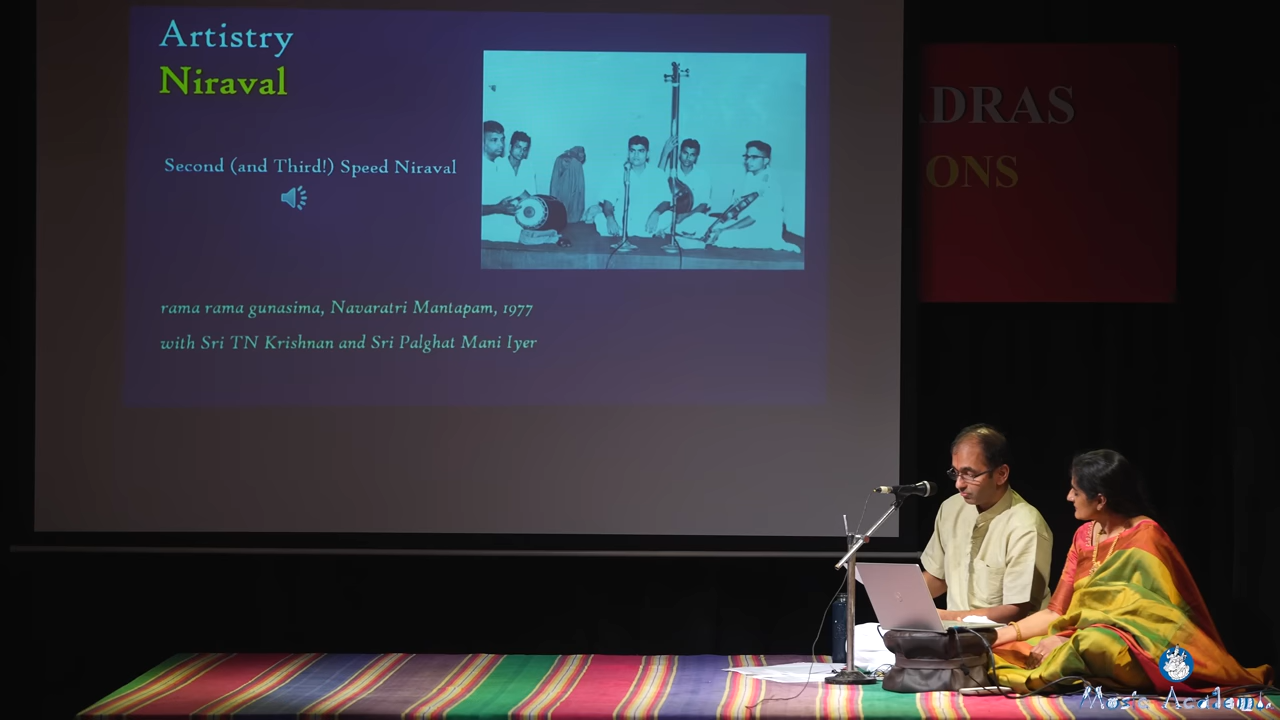 Artistry
Niraval
Second (and Third!) Speed Niraval
rama rama gunasima, Navaratri Mantapam, 1977
with Sri TN Krishnan and Sri Palghat Mani Iyer
DRAS
ONS
Music Academy